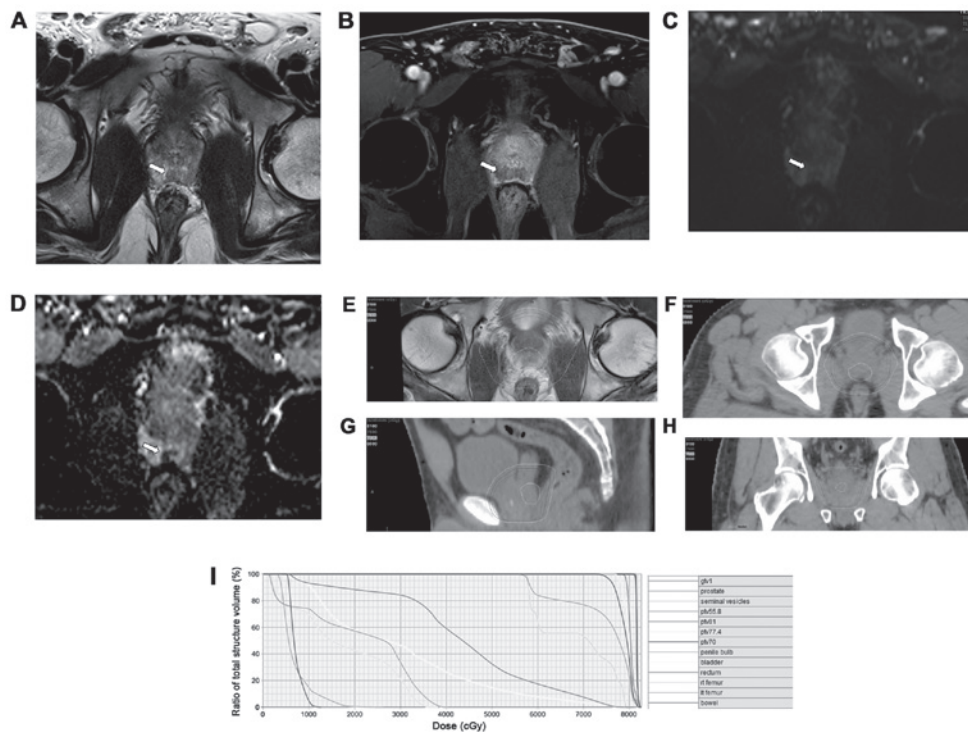 A
B
C
D
E
F
G
H
I
Ratio of total structure volume (%)
100
80
60
40
20
0
0 1000 2000 3000 4000 5000 6000 7000 8000
Dose (cGy)
gtv1
prostate
seminal vesicles
ptv55.8
ptv61
ptv77.4
ptv70
penile bulb
bladder
rectum
rt femur
lt femur
bowel